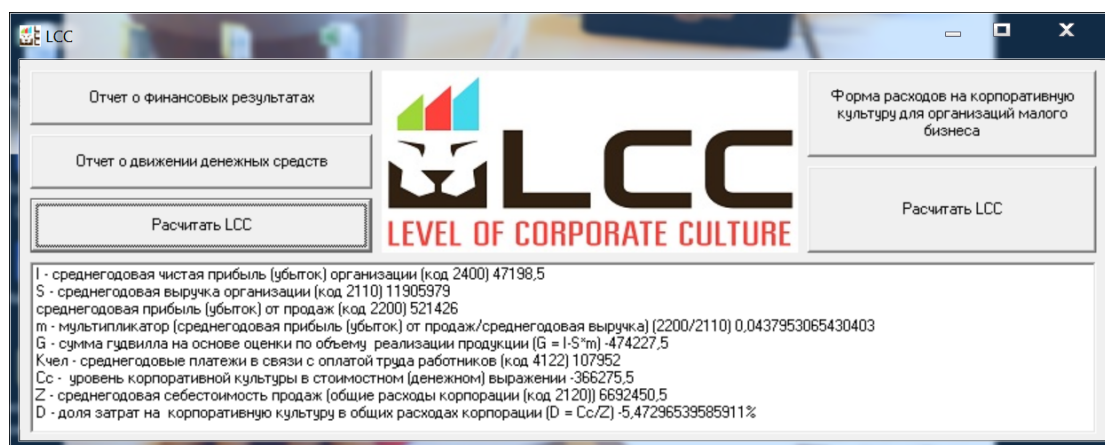 LCC
Отчет о финансовых результатах
Отчет о движении денежных средств
Расчитать LCC
LCC
LEVEL OF CORPORATE CULTURE
Форма расходов на корпоративную
культуру для организаций малого
бизнеса
Расчитать LCC
I - среднегодовая чистая прибыль (убыток) организации (код 2400) 47198,5
S - среднегодовая выручка организации (код 2110) 11905979
среднегодовая прибыль (убыток) от продаж (код 2200) 521426
m - мультипликатор (среднегодовая прибыль (убыток) от продаж/среднегодовая выручка) (2200/2110) 0,0437953065430403
G - сумма гудвилла на основе оценки по объему реализации продукции (G = I-S*m) -474227,5
Кчел - среднегодовые платежи в связи с оплатой труда работников (код 4122) 107952
Cc - уровень корпоративной культуры в стоимостном (денежном) выражении -366275,5
Z - среднегодовая себестоимость продаж (общие расходы корпорации (код 2120)) 6692450,5
D - доля затрат на корпоративную культуру в общих расходах корпорации (D = Cc/Z) -5,47296539585911%